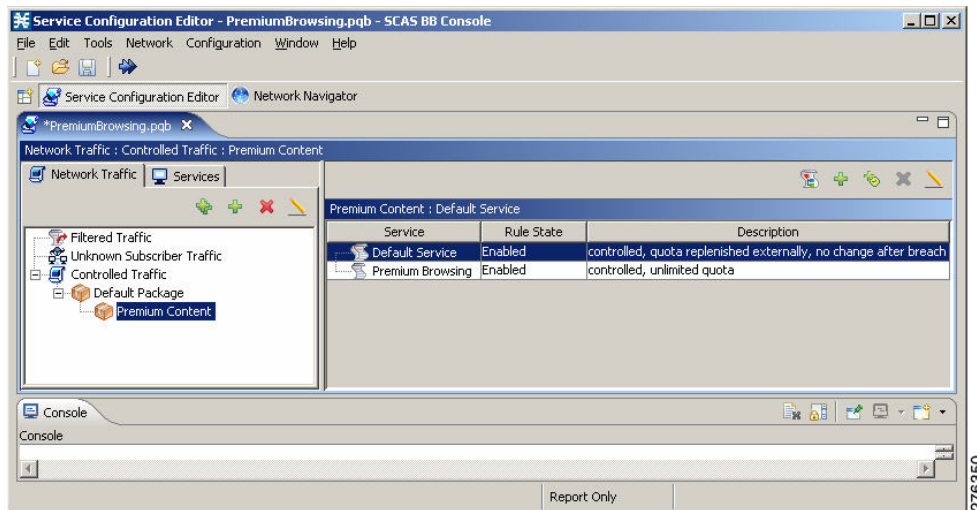 Service Configuration Editor - PremiumBrowsing.pqb - SCAS BB Console
File Edit Tools Network Configuration Window Help
Service Configuration Editor Network Navigator
*PremiumBrowsing.pqb
Network Traffic : Controlled Traffic : Premium Content
Network Traffic Services
Filtered Traffic
Unknown Subscriber Traffic
Controlled Traffic
Default Package
Premium Content
Premium Content : Default Service
Service Rule State Description
Default Service Enabled controlled, quota replenished externally, no change after breach
Premium Browsing Enabled controlled, unlimited quota
Console
Console
Report Only
276350